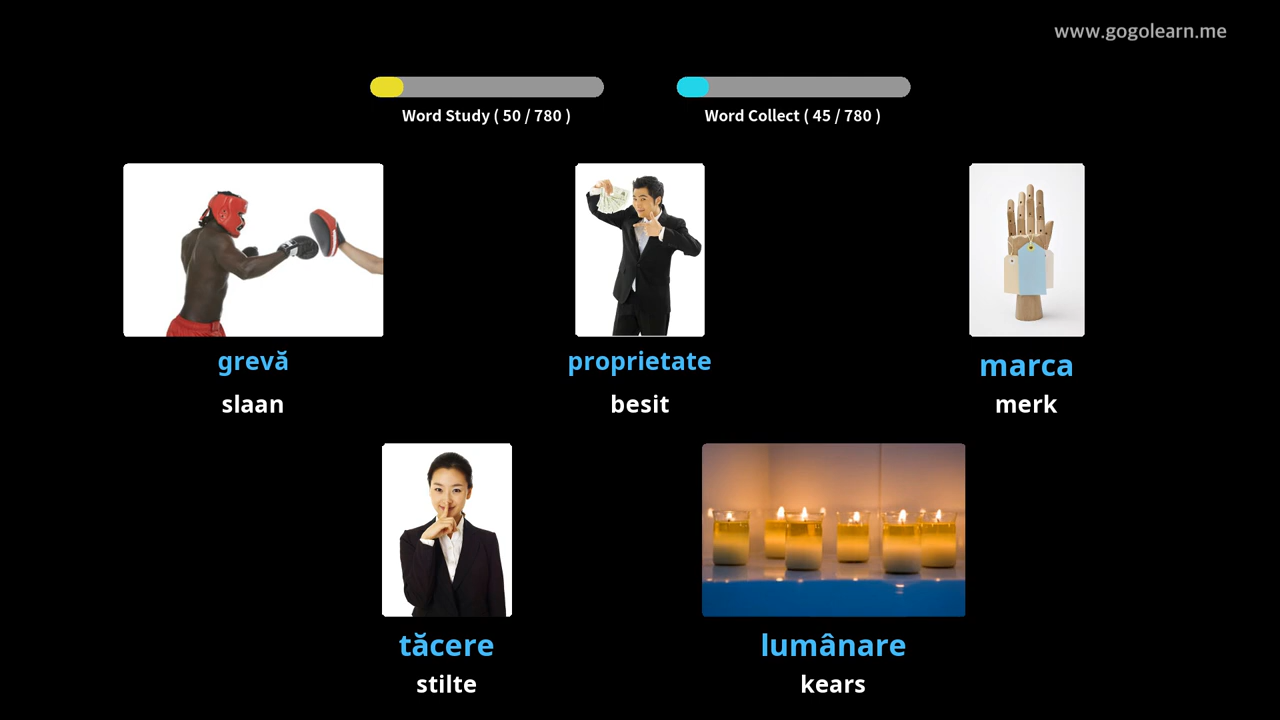 www.gogolearn.me
Word Study ( 50 / 780 )
Word Collect ( 45 / 780 )
grevă
slaan
proprietate
besit
marca
merk
tăcere
stilte
lumânare
kears